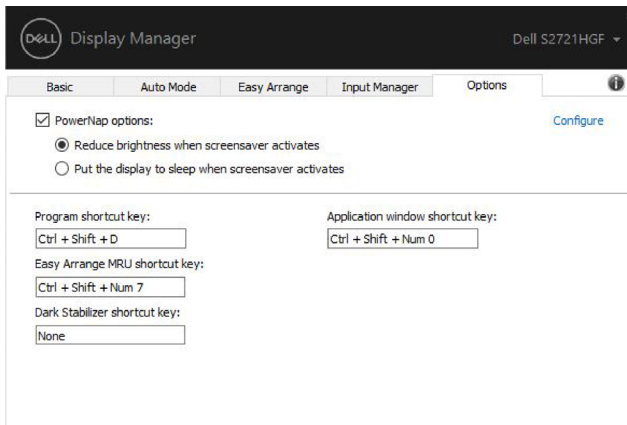 DELL Display Manager
Dell S2721HGF
Basic Auto Mode Easy Arrange Input Manager Options
PowerNap options:
Configure
Reduce brightness when screensaver activates
Put the display to sleep when screensaver activates
Program shortcut key:
Application window shortcut key:
Ctrl + Shift + D
Ctrl + Shift + Num 0
Easy Arrange MRU shortcut key:
Ctrl + Shift + Num 7
Dark Stabilizer shortcut key:
None